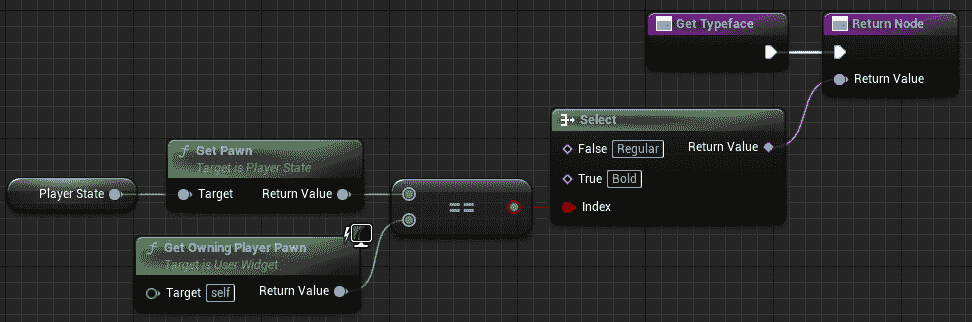 Get Typeface
Return Node
Return Value
Select
False Regular Return Value
True Bold
Index
Get Pawn
Target is Player State
Target Return Value
Player State
==
Get Owning Player Pawn
Target is User Widget
Target self Return Value